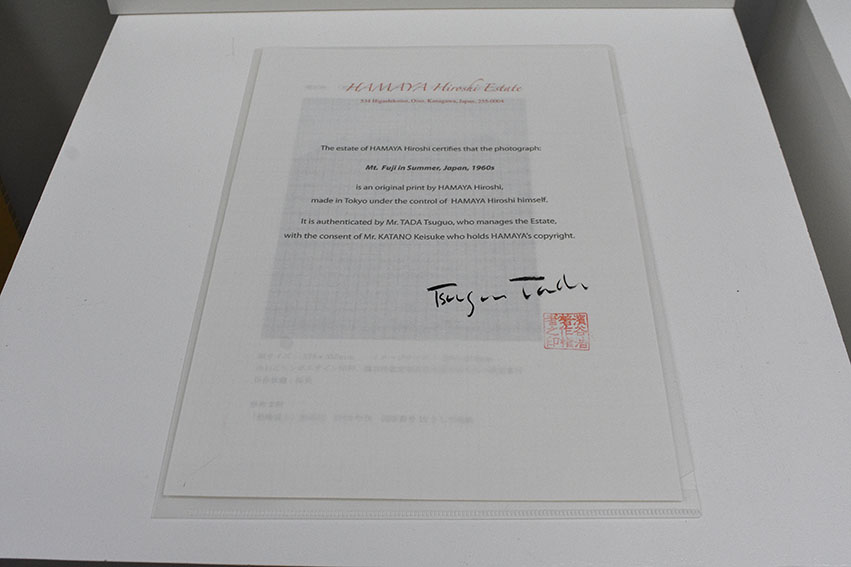 HAMAYA Hiroshi Estate
The estate of HAMAYA Hiroshi certifies that the photograph:
Mt. Fuji in Summer, Japan, 1960s
is an original print by HAMAYA Hiroshi,
made in Tokyo under the control of HAMAYA Hiroshi himself.
It is authenticated by Mr. TADA Tsuguo, who manages the Estate,
with the consent of Mr. KATANO Keisuke who holds HAMAYA's copyright.
Tsuguo Tada